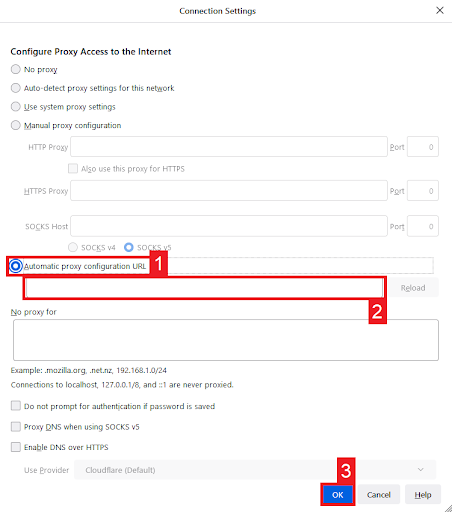 Connection Settings
Configure Proxy Access to the Internet
No proxy
Auto-detect proxy settings for this network
Use system proxy settings
Manual proxy configuration
HTTP Proxy Port 0
Also use this proxy for HTTPS
HTTPS Proxy Port 0
SOCKS Host Port 0
SOCKS v4 SOCKS v5
Automatic proxy configuration URL 1
Reload
2
No proxy for
Example: .mozilla.org, .net.nz, 192.168.1.0/24
Connections to localhost, 127.0.0.1/8, and ::1 are never proxied.
Do not prompt for authentication if password is saved
Proxy DNS when using SOCKS v5
Enable DNS over HTTPS
Use Provider Cloudflare (Default)
3
OK Cancel Help